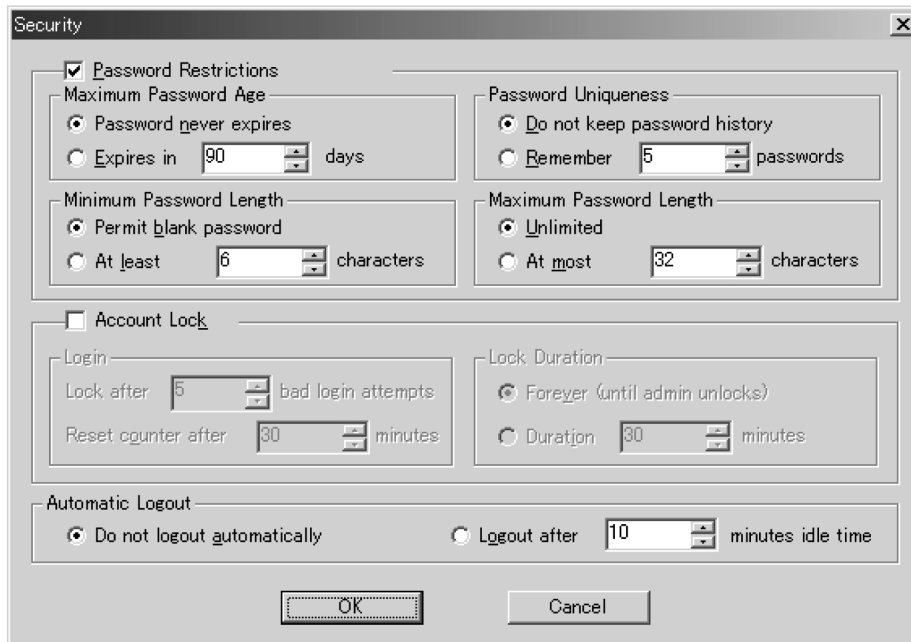 Security
Password Restrictions
Maximum Password Age
Password never expires
Expires in 90 days
Password Uniqueness
Do not keep password history
Remember 5 passwords
Minimum Password Length
Permit blank password
At least 6 characters
Maximum Password Length
Unlimited
At most 32 characters
Account Lock
Login
Lock after 5 bad login attempts
Reset counter after 30 minutes
Lock Duration
Forever (until admin unlocks)
Duration 30 minutes
Automatic Logout
Do not logout automatically
Logout after 10 minutes idle time
OK
Cancel